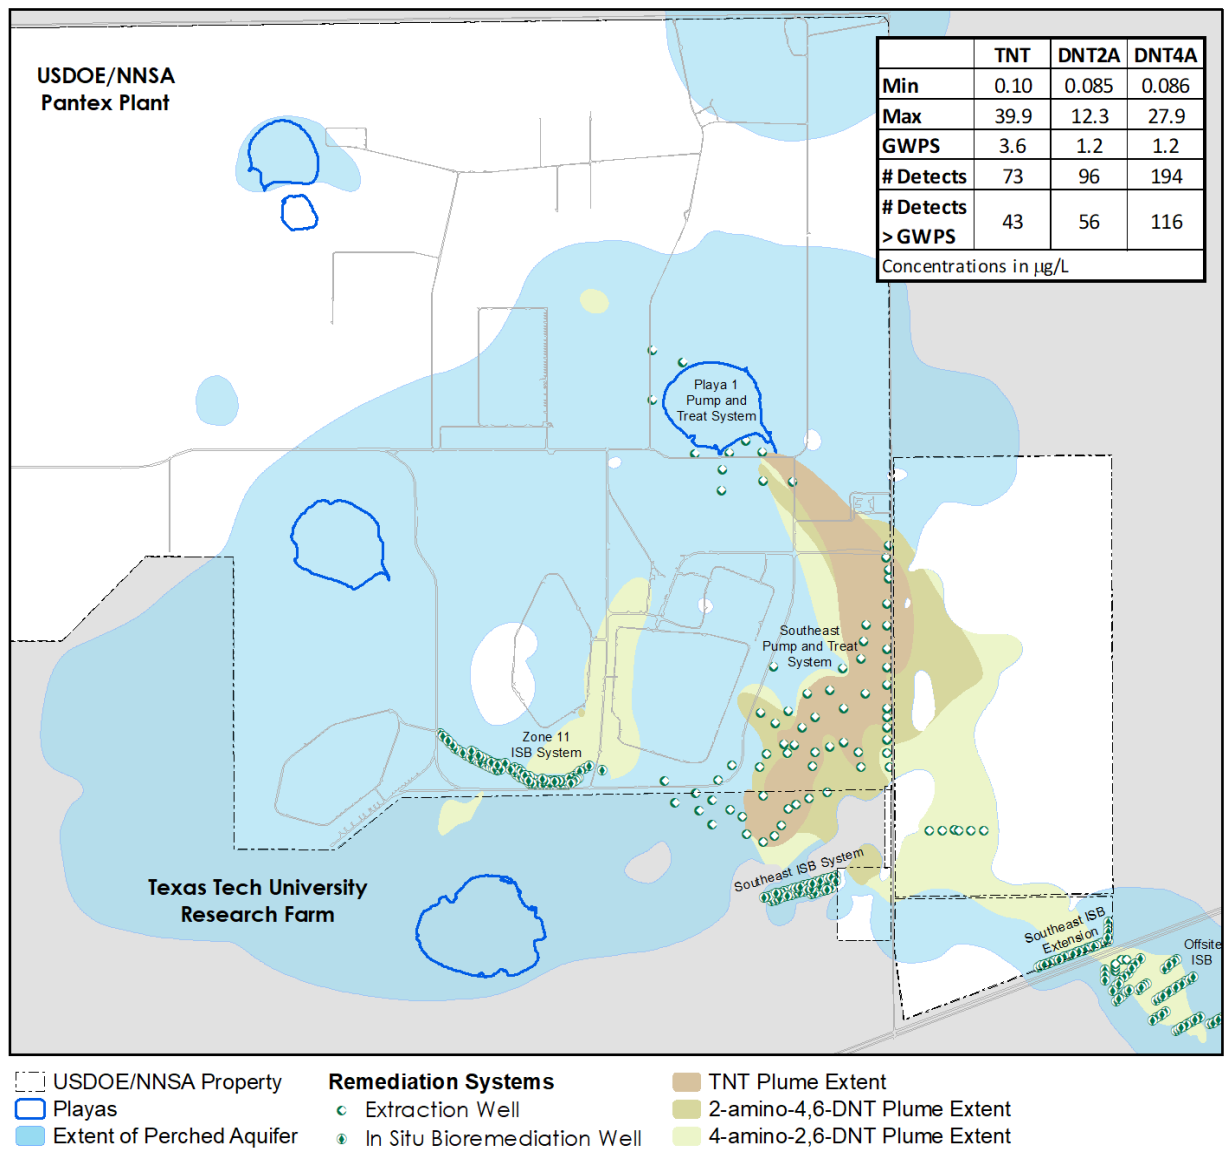 USDOE/NNSA
Pantex Plant
TNT DNT2A DNT4A
Min 0.10 0.085 0.086
Max 39.9 12.3 27.9
GWPS 3.6 1.2 1.2
# Detects 73 96 194
# Detects
> GWPS 43 56 116
Concentrations in µg/L
Playa 1
Pump and
Treat System
Southeast
Pump and Treat
System
Zone 11
ISB System
Southeast ISB System
Texas Tech University
Research Farm
Southeast ISB
Extension
Offsite
ISB
USDOE/NNSA Property
Playas
Extent of Perched Aquifer
Remediation Systems
Extraction Well
In Situ Bioremediation Well
TNT Plume Extent
2-amino-4,6-DNT Plume Extent
4-amino-2,6-DNT Plume Extent